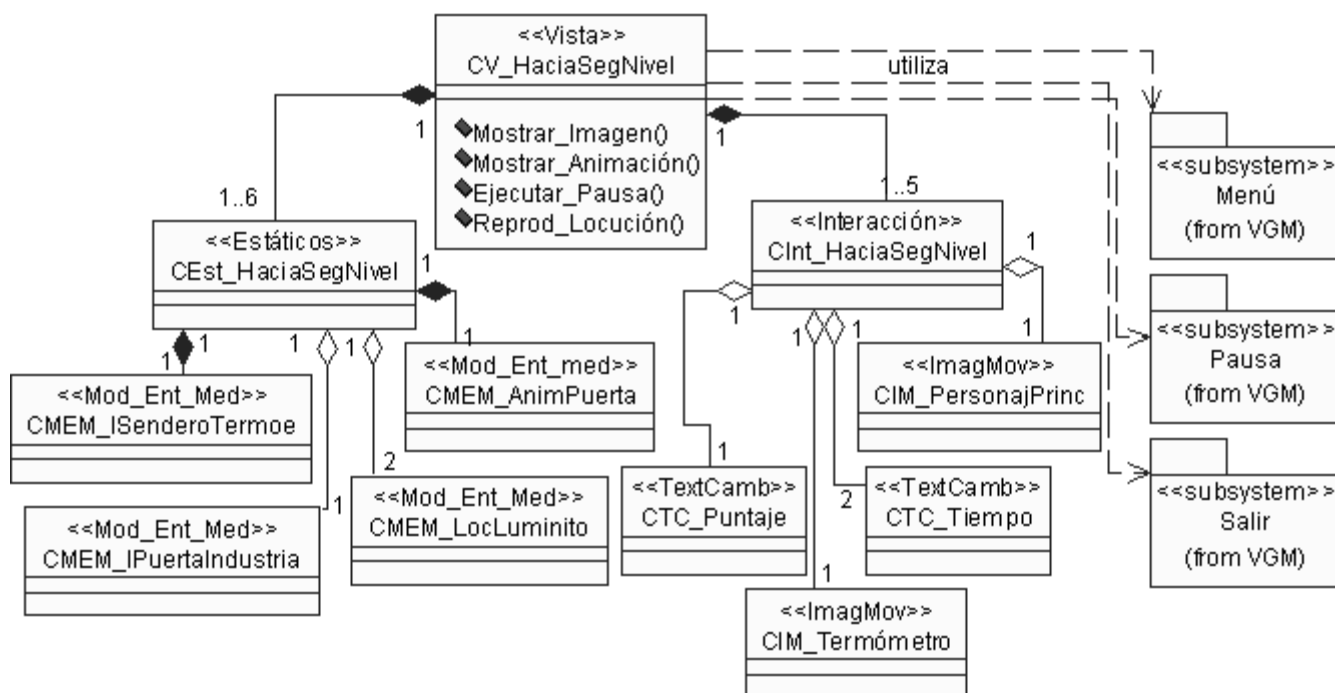 <<Vista>>
CV_HaciaSegNivel
Mostrar_Imagen()
Mostrar_Animación()
Ejecutar_Pausa()
Reprod_Locución()
utiliza
1
1
1..6
1..5
<<Estáticos>>
CEst_HaciaSegNivel
<<Interacción>>
CInt_HaciaSegNivel
<<subsystem>>
Menú
(from VGM)
<<subsystem>>
Pausa
(from VGM)
<<subsystem>>
Salir
(from VGM)
1
1
1
1
1
1
1
1
1
1
1
1
<<Mod_Ent_Med>>
CMEM_ISenderoTermoe
<<Mod_Ent_med>>
CMEM_AnimPuerta
<<ImagMov>>
CIM_PersonajPrinc
1
2
1
2
<<Mod_Ent_Med>>
CMEM_IPuertaIndustria
<<Mod_Ent_Med>>
CMEM_LocLuminito
<<TextCamb>>
CTC_Puntaje
<<TextCamb>>
CTC_Tiempo
1
<<ImagMov>>
CIM_Termómetro